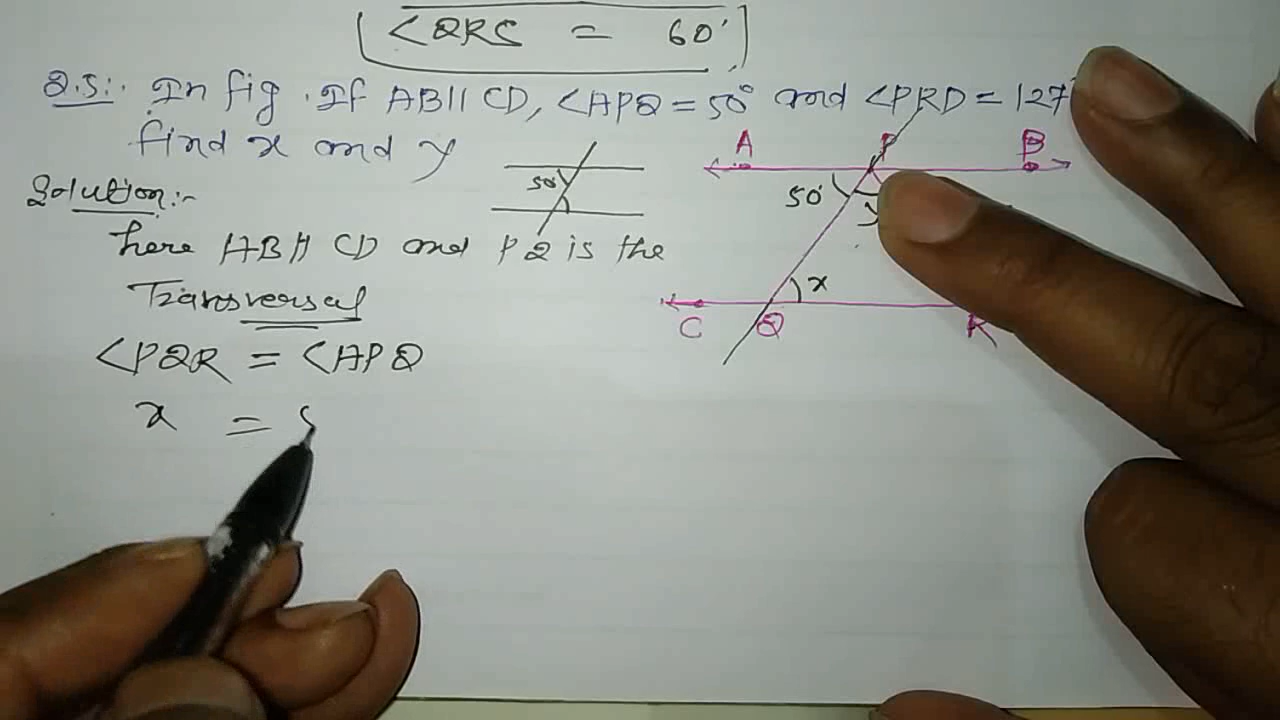 <QRS = 60°
Q.5:. In fig. If AB || CD, <APQ = 50° and <PRD = 127
find x and y
A P B
Solution:-
50°
50° y
here AB || CD and PQ is the
Transversal
x
C Q R
<PQR = <APQ
x = 5